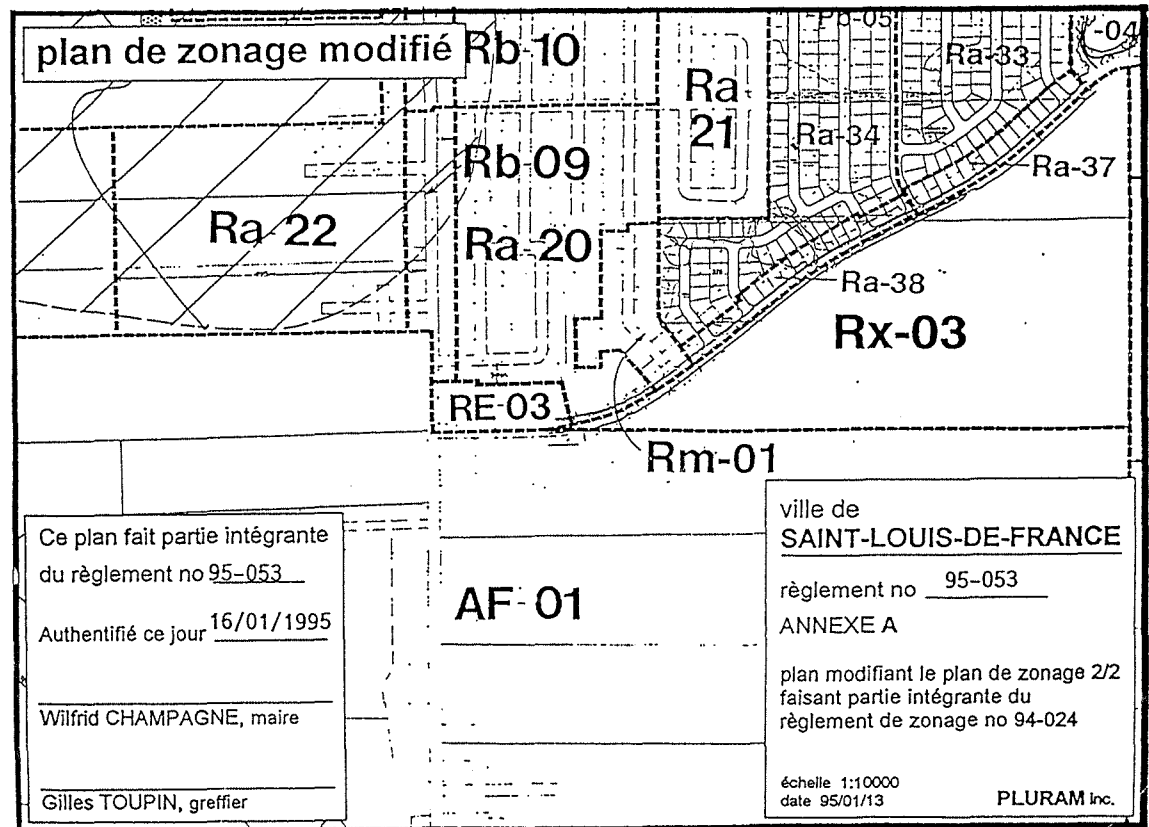 plan de zonage modifié
Rb-10
Pb-05
-04
Ra-33
Ra
21
Ra-34
Rb-09
Ra-37
Ra-22
Ra-20
Ra-38
Rx-03
RE-03
Rm-01
AF-01
Ce plan fait partie intégrante
du règlement no 95-053
Authentifié ce jour 16/01/1995
Wilfrid CHAMPAGNE, maire
Gilles TOUPIN, greffier
ville de
SAINT-LOUIS-DE-FRANCE
règlement no 95-053
ANNEXE A
plan modifiant le plan de zonage 2/2
faisant partie intégrante du
règlement de zonage no 94-024
échelle 1:10000
date 95/01/13
PLURAM inc.